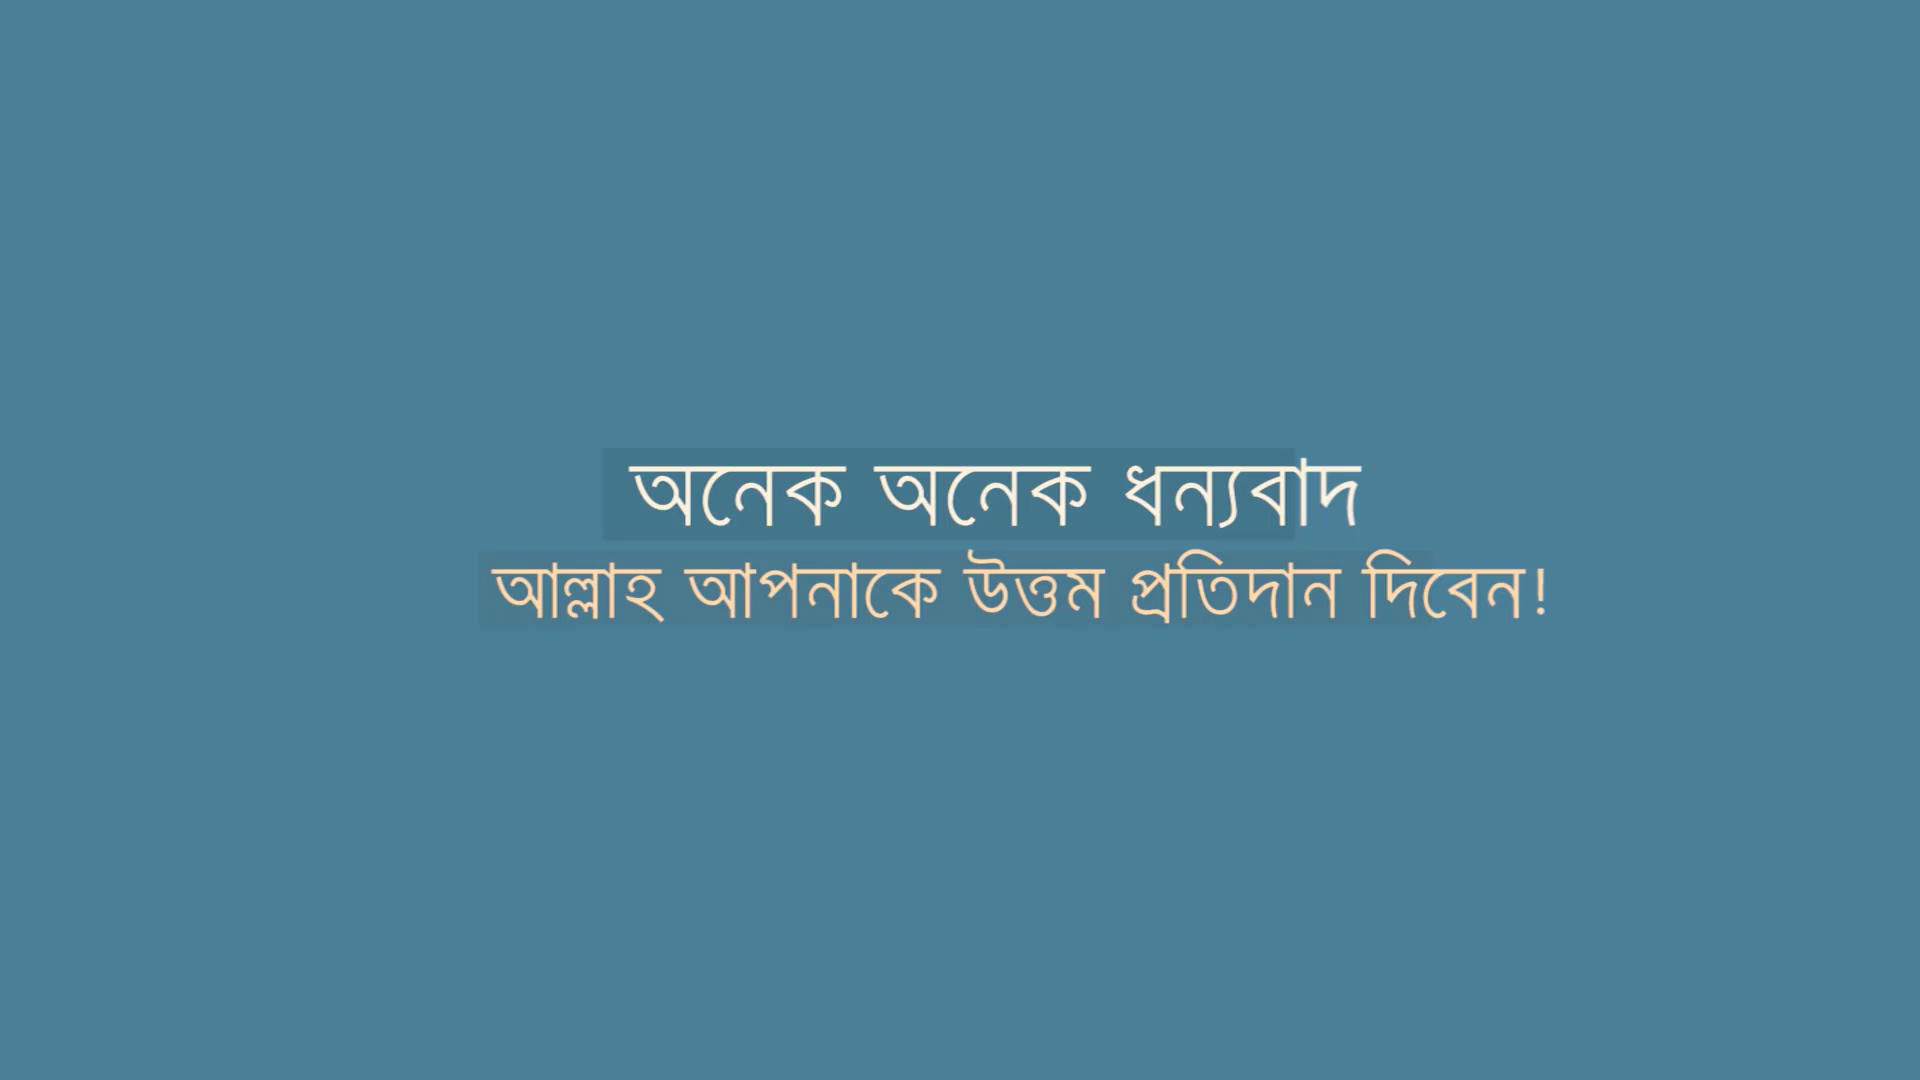 অনেক অনেক ধন্যবাদ
আল্লাহ আপনাকে উত্তম প্রতিদান দিবেন!